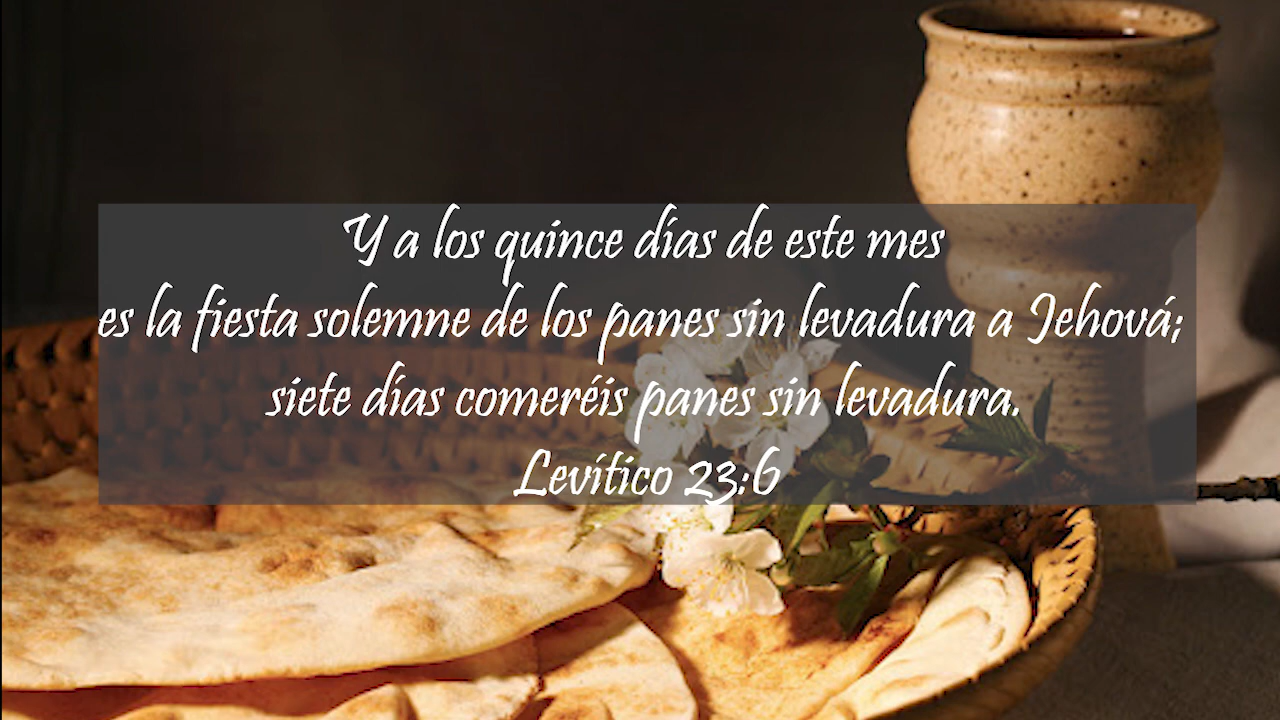 Y a los quince días de este mes
es la fiesta solemne de los panes sin levadura a Jehová;
siete días comeréis panes sin levadura.
Levítico 23:6